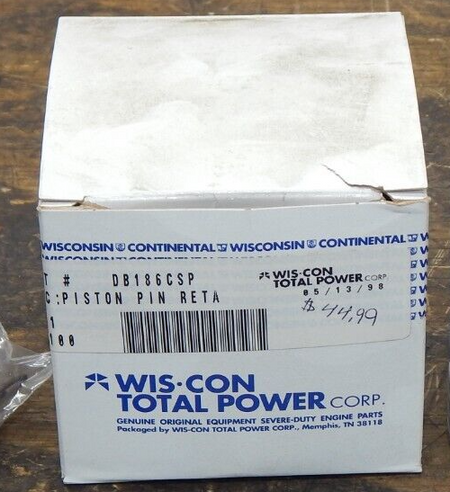 WISCONSIN CONTINENTAL WISCONSIN CONTINENTAL
T # DB186CSP
C :PISTON PIN RETA
1
100
WIS·CON
TOTAL POWER CORP.
05/13/98
$44.99
WIS·CON
TOTAL POWER CORP.
GENUINE ORIGINAL EQUIPMENT SEVERE-DUTY ENGINE PARTS
Packaged by WIS-CON TOTAL POWER CORP., Memphis, TN 38118